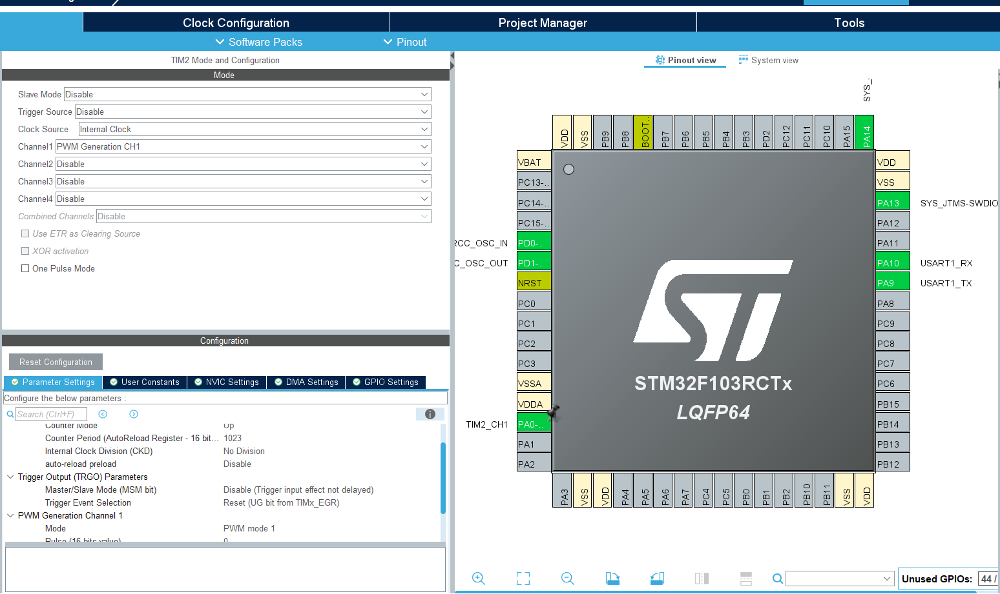 Clock Configuration
Project Manager
Tools
Software Packs
Pinout
TIM2 Mode and Configuration
Mode
Slave Mode Disable
Trigger Source Disable
Clock Source Internal Clock
Channel1 PWM Generation CH1
Channel2 Disable
Channel3 Disable
Channel4 Disable
Combined Channels Disable
Use ETR as Clearing Source
XOR activation
One Pulse Mode
Configuration
Reset Configuration
Parameter Settings
User Constants
NVIC Settings
DMA Settings
GPIO Settings
Configure the below parameters :
Search (Ctrl+F)
Counter Mode Up
Counter Period (AutoReload Register - 16 bit... 1023
Internal Clock Division (CKD) No Division
auto-reload preload Disable
Trigger Output (TRGO) Parameters
Master/Slave Mode (MSM bit) Disable (Trigger input effect not delayed)
Trigger Event Selection Reset (UG bit from TIMx_EGR)
PWM Generation Channel 1
Mode PWM mode 1
Pulse (16 bits value) 0
Pinout view
System view
SYS_.
VDD
VSS
PB9
PB8
BOOT..
PB7
PB6
PB5
PB4
PB3
PD2
PC12
PC11
PC10
PA15
PA14
VBAT
PC13-..
PC14-..
PC15-..
RCC_OSC_IN PD0-..
C_OSC_OUT PD1-..
NRST
PC0
PC1
PC2
PC3
VSSA
VDDA
TIM2_CH1 PA0-..
PA1
PA2
ST
STM32F103RCTx
LQFP64
VDD
VSS
PA13 SYS_JTMS-SWDIO
PA12
PA11
PA10 USART1_RX
PA9 USART1_TX
PA8
PC9
PC8
PC7
PC6
PB15
PB14
PB13
PB12
PA3
VSS
VDD
PA4
PA5
PA6
PA7
PC4
PC5
PB0
PB1
PB2
PB10
PB11
VSS
VDD
Unused GPIOs: 44 /